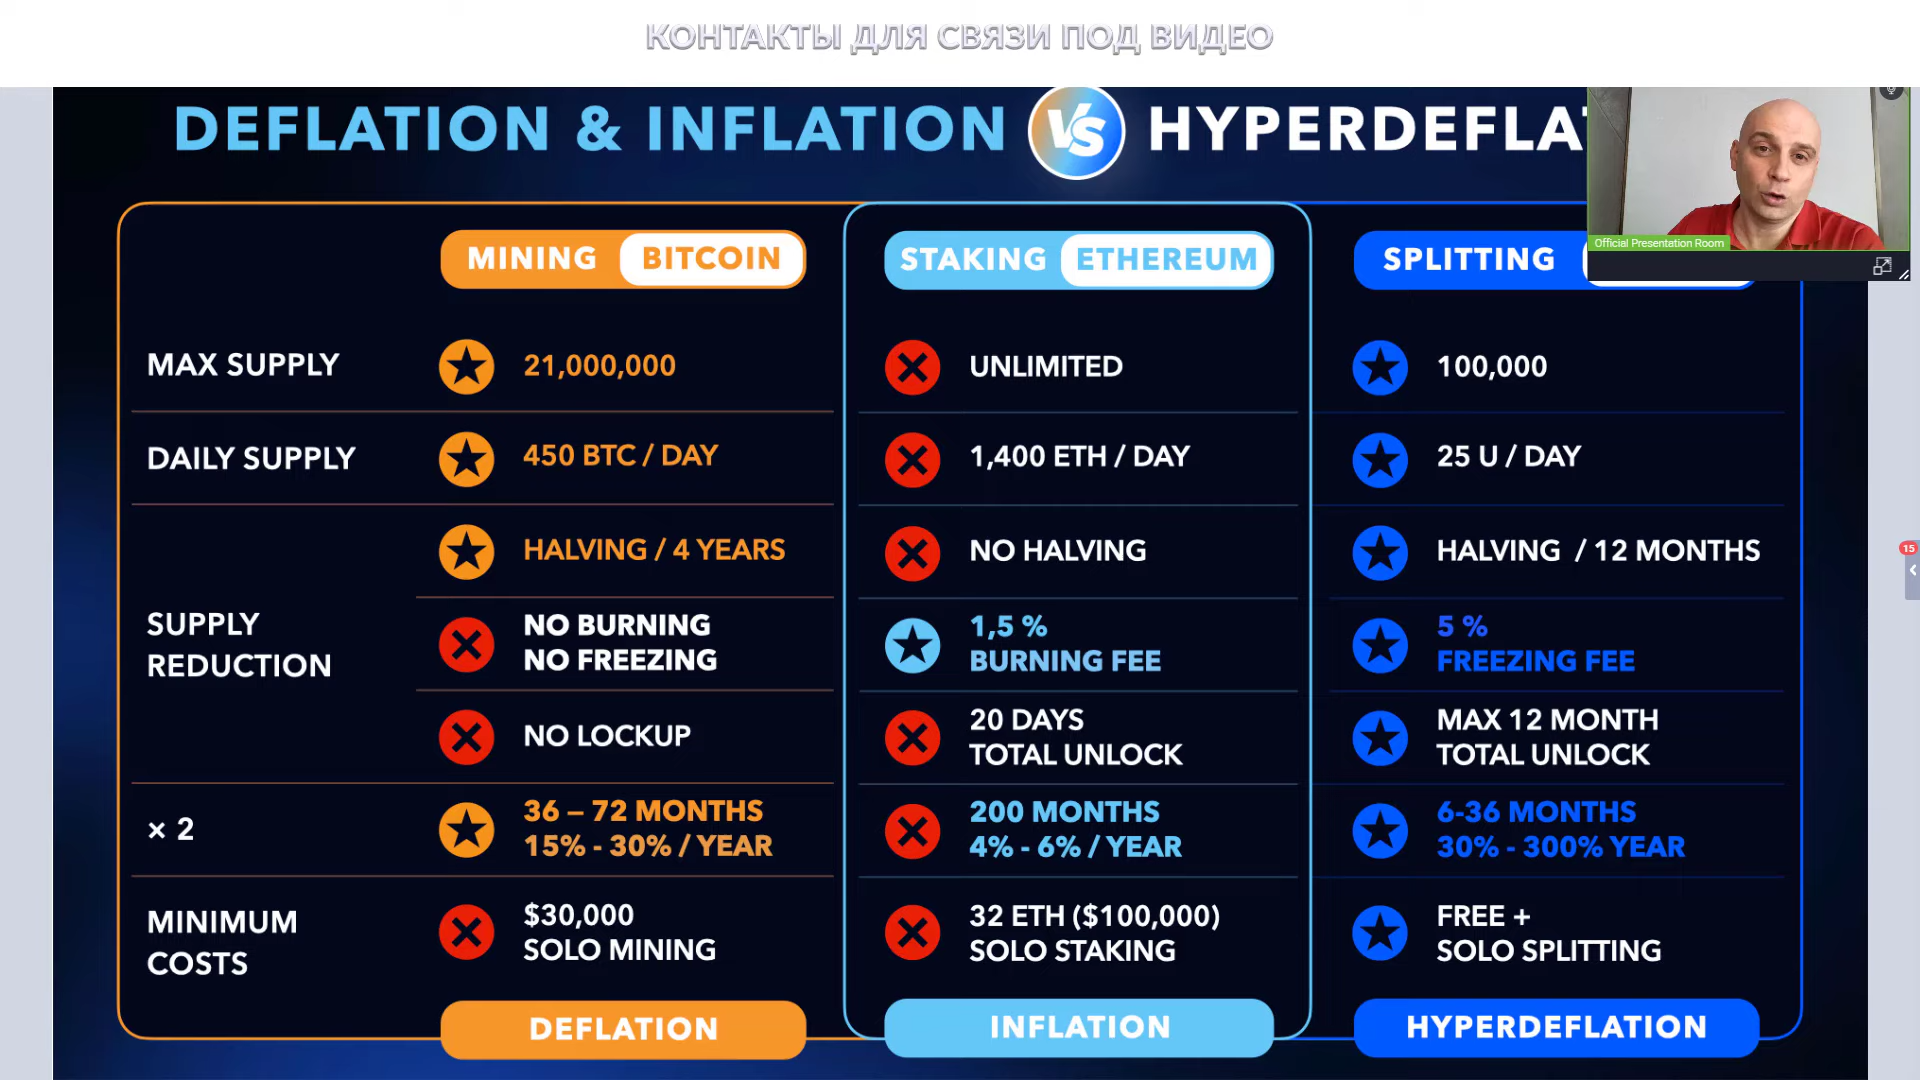 КОНТАКТЫ ДЛЯ СВЯЗИ ПОД ВИДЕО
DEFLATION & INFLATION VS HYPERDEFLA
Official Presentation Room
MINING BITCOIN
STAKING ETHEREUM
SPLITTING
MAX SUPPLY
21,000,000
UNLIMITED
100,000
DAILY SUPPLY
450 BTC / DAY
1,400 ETH / DAY
25 U / DAY
SUPPLY
REDUCTION
HALVING / 4 YEARS
NO HALVING
HALVING / 12 MONTHS
NO BURNING
NO FREEZING
1,5 %
BURNING FEE
5 %
FREEZING FEE
NO LOCKUP
20 DAYS
TOTAL UNLOCK
MAX 12 MONTH
TOTAL UNLOCK
× 2
36 – 72 MONTHS
15% - 30% / YEAR
200 MONTHS
4% - 6% / YEAR
6-36 MONTHS
30% - 300% YEAR
MINIMUM
COSTS
$30,000
SOLO MINING
32 ETH ($100,000)
SOLO STAKING
FREE +
SOLO SPLITTING
DEFLATION
INFLATION
HYPERDEFLATION
15